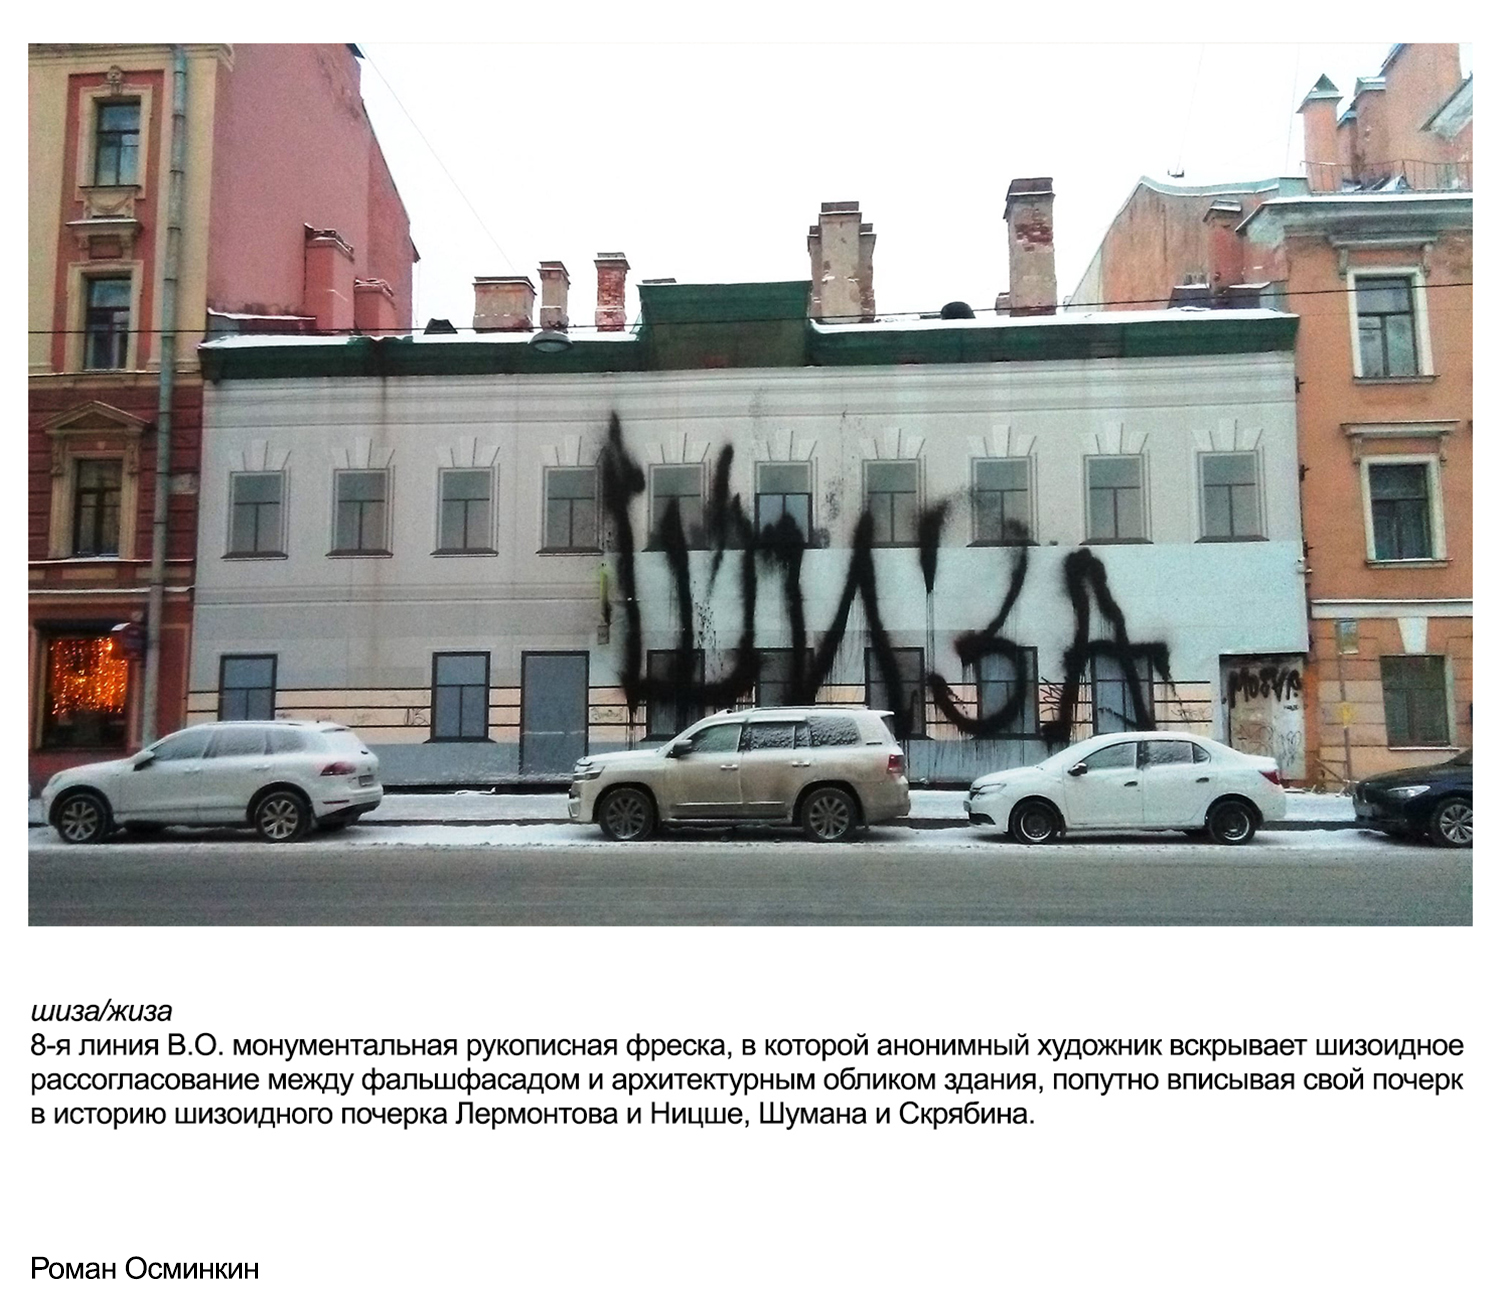 ШИЗА
шиза/жиза
8-я линия В.О. монументальная рукописная фреска, в которой анонимный художник вскрывает шизоидное
рассогласование между фальшфасадом и архитектурным обликом здания, попутно вписывая свой почерк
в историю шизоидного почерка Лермонтова и Ницше, Шумана и Скрябина.
Роман Осминкин